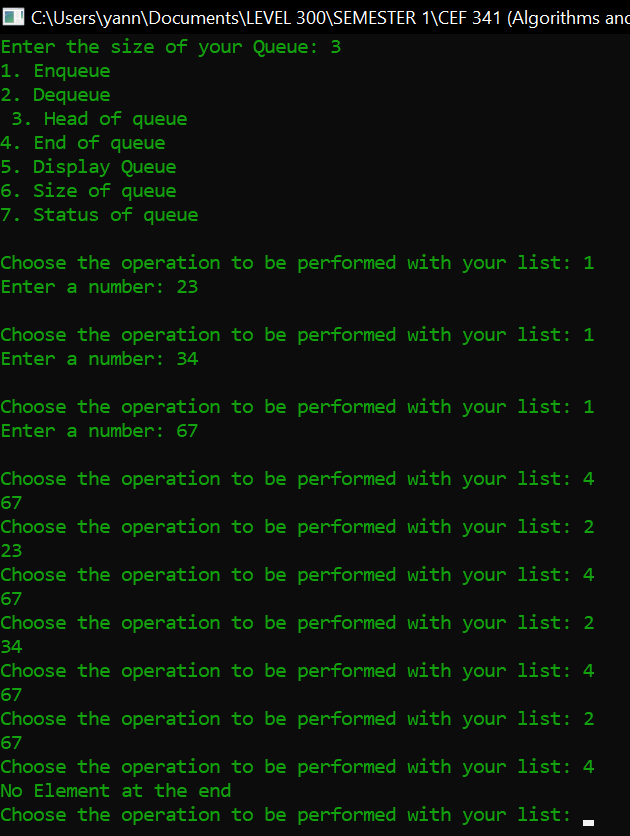 C:\Users\yann\Documents\LEVEL 300\SEMESTER 1\CEF 341 (Algorithms and
Enter the size of your Queue: 3
1. Enqueue
2. Dequeue
 3. Head of queue
4. End of queue
5. Display Queue
6. Size of queue
7. Status of queue

Choose the operation to be performed with your list: 1
Enter a number: 23

Choose the operation to be performed with your list: 1
Enter a number: 34

Choose the operation to be performed with your list: 1
Enter a number: 67

Choose the operation to be performed with your list: 4
67
Choose the operation to be performed with your list: 2
23
Choose the operation to be performed with your list: 4
67
Choose the operation to be performed with your list: 2
34
Choose the operation to be performed with your list: 4
67
Choose the operation to be performed with your list: 2
67
Choose the operation to be performed with your list: 4
No Element at the end
Choose the operation to be performed with your list: